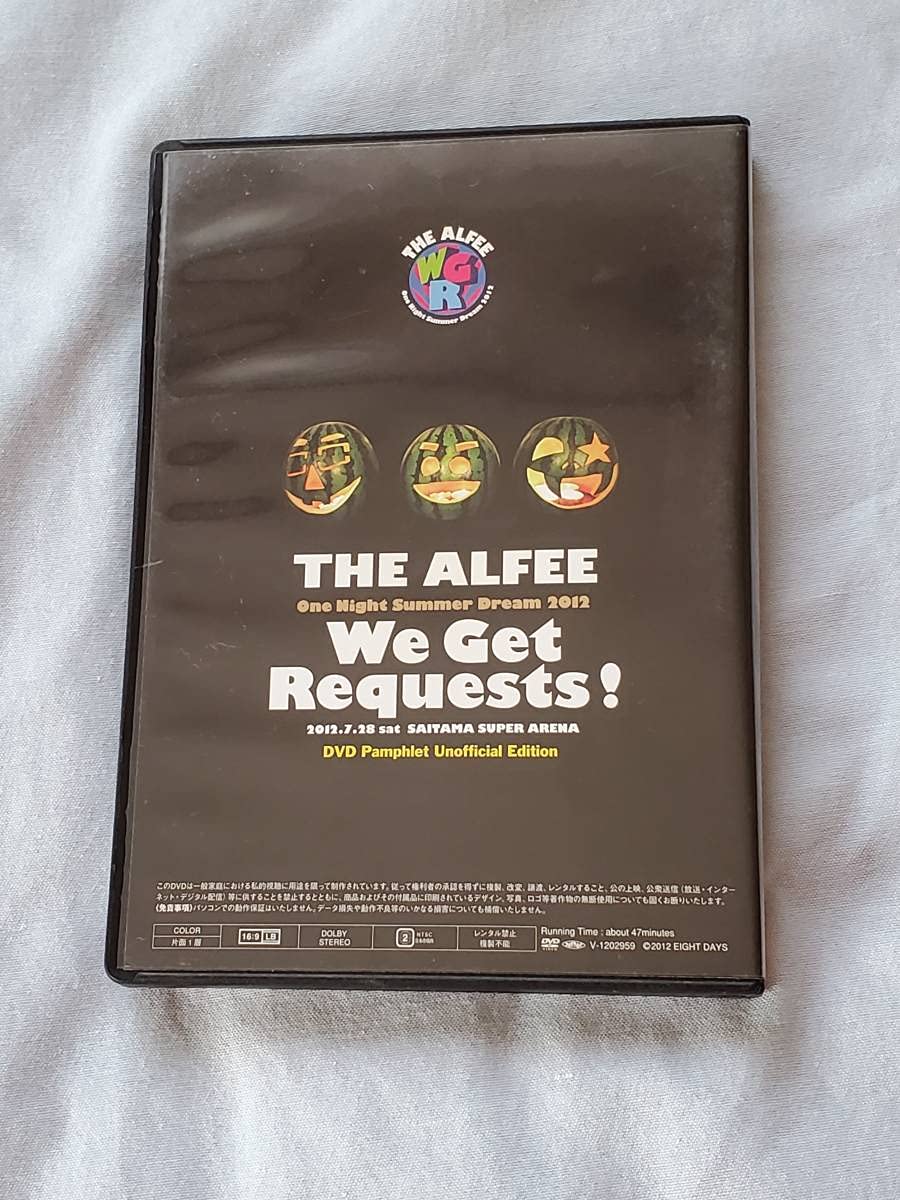 THE ALFEE
WG
R
One Night Summer Dream 2012
THE ALFEE
One Night Summer Dream 2012
We Get
Requests!
2012.7.28 sat SAITAMA SUPER ARENA
DVD Pamphlet Unofficial Edition
このDVDは一般家庭における私的視聴に用途を限って制作されています。従って権利者の承認を得ずに複製、改変、譲渡、レンタルすること、公の上映、公衆送信(放送・インター
ネット・デジタル配信)等に供することを禁止するとともに、商品およびその付属品に印刷されているデザイン、写真、ロゴ等著作物の無断使用についても固くお断りいたします。
(免責事項)パソコンでの動作保証はいたしません。データ損失や動作不良等のいかなる損害についても補償いたしません。
COLOR
片面1層
16:9 LB
DOLBY
STEREO
2 NTSC
レンタル禁止
複製不能
Running Time : about 47minutes
DVD VIDEO V-1202959 ©2012 EIGHT DAYS